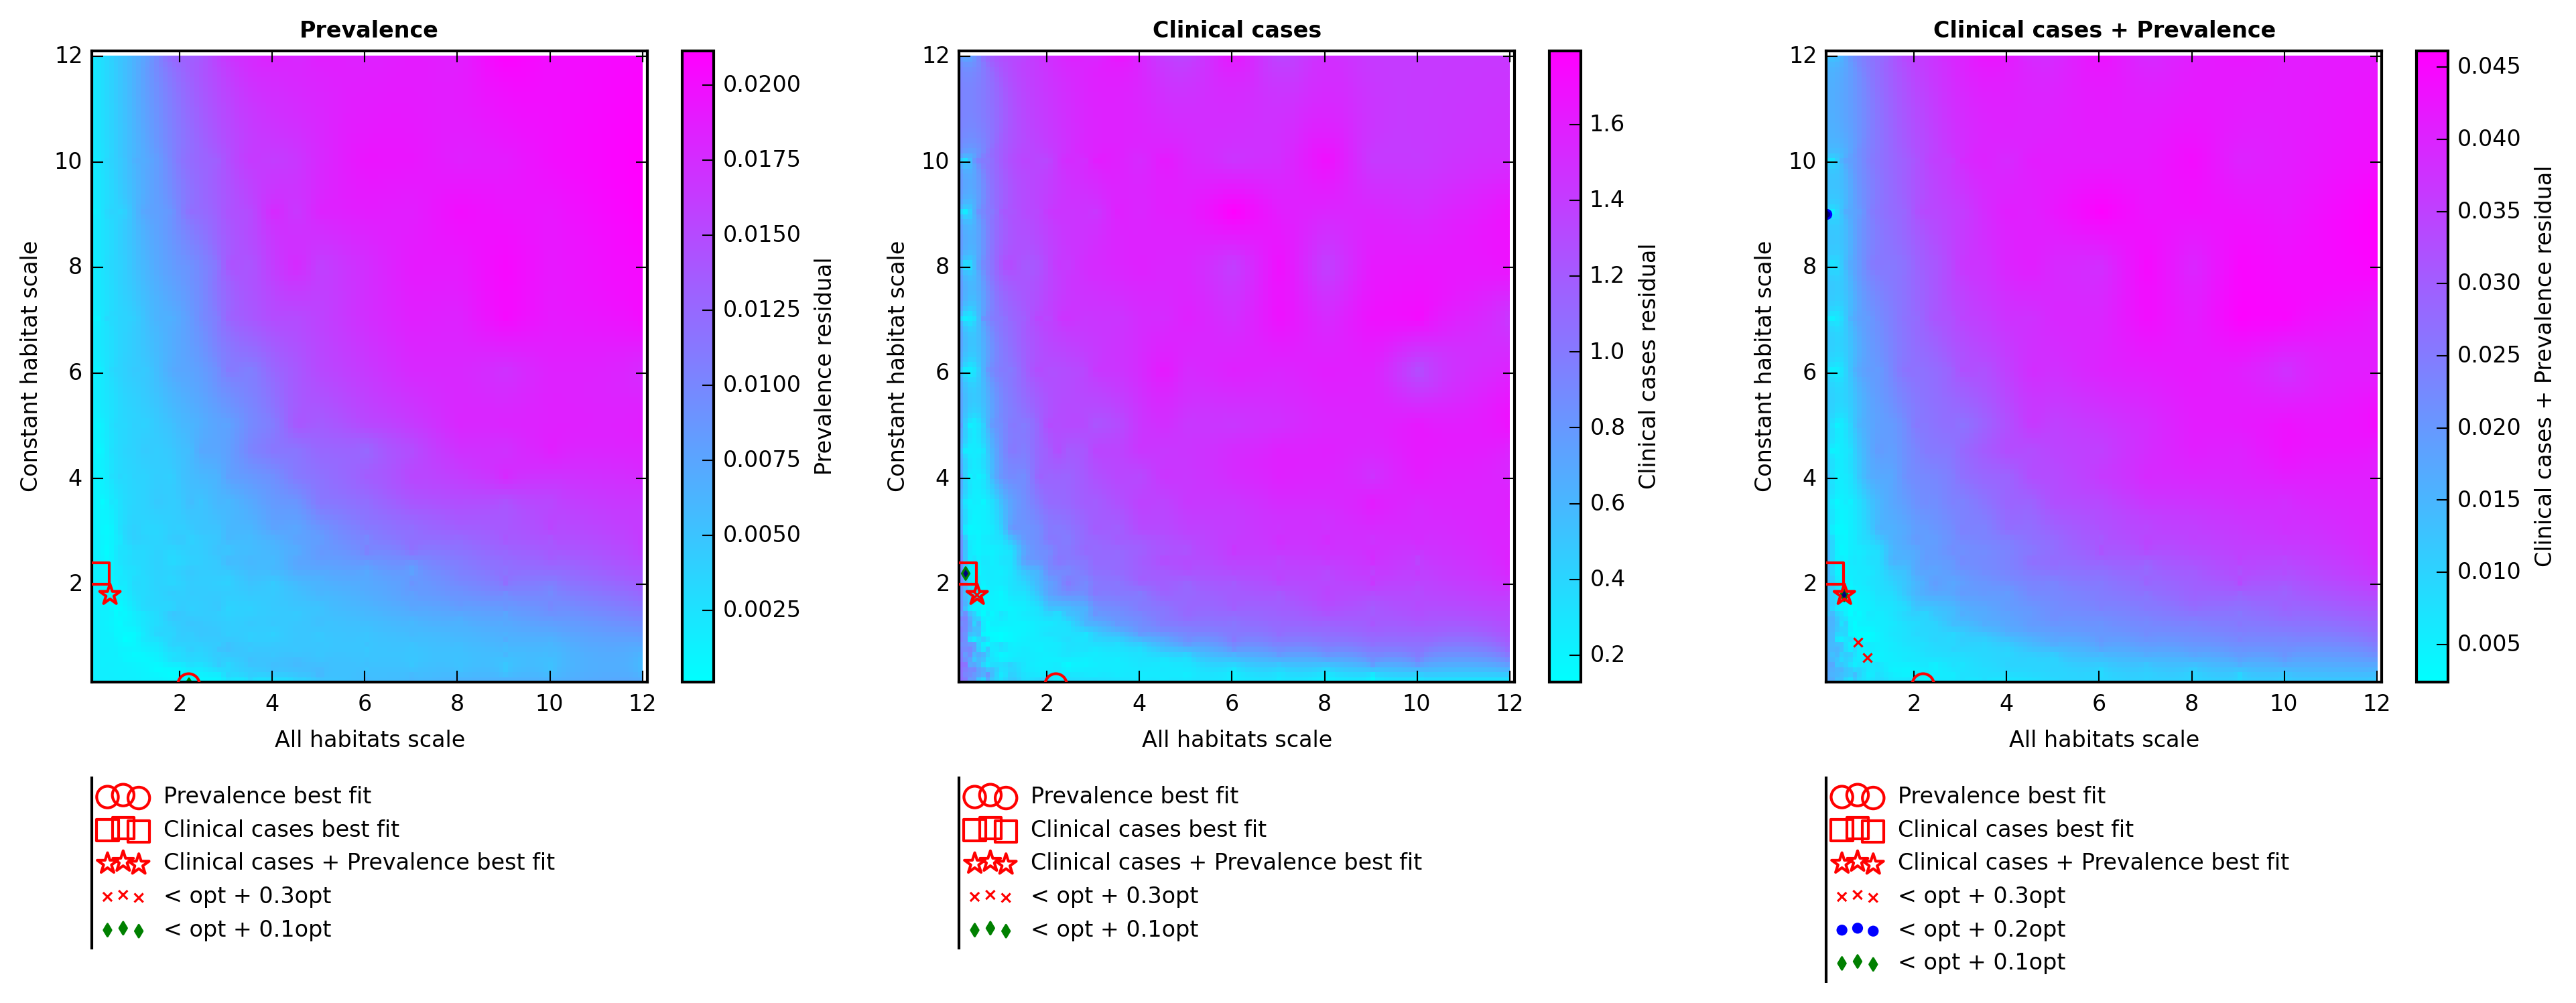 Prevalence
12
10
8
6
4
2
Constant habitat scale
2 4 6 8 10 12
All habitats scale
0.0200
0.0175
0.0150
0.0125
0.0100
0.0075
0.0050
0.0025
Prevalence residual
Prevalence best fit
Clinical cases best fit
Clinical cases + Prevalence best fit
< opt + 0.3opt
< opt + 0.1opt
Clinical cases
12
10
8
6
4
2
Constant habitat scale
2 4 6 8 10 12
All habitats scale
1.6
1.4
1.2
1.0
0.8
0.6
0.4
0.2
Clinical cases residual
Prevalence best fit
Clinical cases best fit
Clinical cases + Prevalence best fit
< opt + 0.3opt
< opt + 0.1opt
Clinical cases + Prevalence
12
10
8
6
4
2
Constant habitat scale
2 4 6 8 10 12
All habitats scale
0.045
0.040
0.035
0.030
0.025
0.020
0.015
0.010
0.005
Clinical cases + Prevalence residual
Prevalence best fit
Clinical cases best fit
Clinical cases + Prevalence best fit
< opt + 0.3opt
< opt + 0.2opt
< opt + 0.1opt